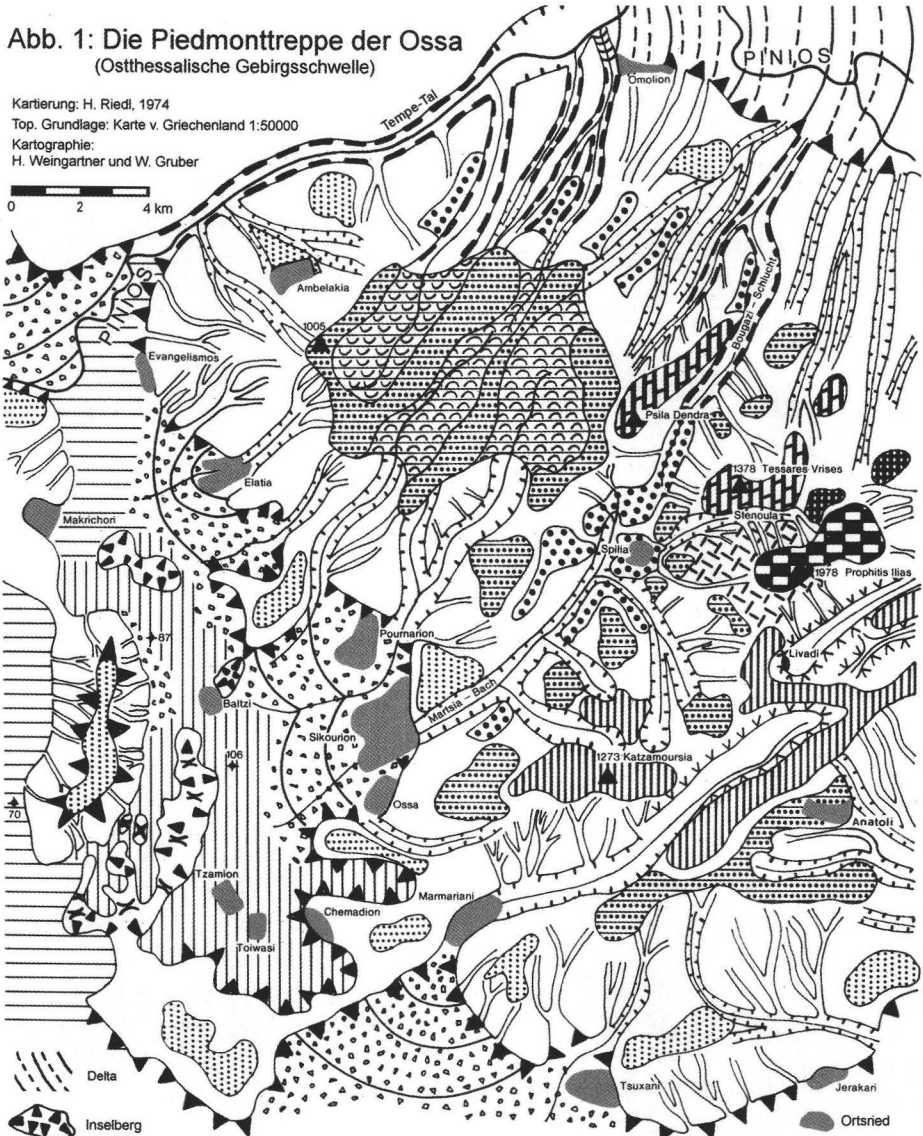 Abb. 1: Die Piedmonttreppe der Ossa
(Ostthessalische Gebirgsschwelle)
Kartierung: H. Riedl, 1974
Top. Grundlage: Karte v. Griechenland 1:50000
Kartographie:
H. Weingartner und W. Gruber
0 2 4 km
PINIOS
Omolion
Tempe-Tal
Ambelakia
PINIOS
1005
Evangelismos
Bougazi-Schlucht
Psila Dendra
Elatia
1378 Tessares Vrises
Makrichori
Stenoula
Spilia
1978 Prophitis Ilias
Pournarion
87
Livadi
Baltzi
Martsia Bach
Sikourion
106
1273 Katzamoursia
70
Ossa
Anatoli
Tzamion
Marmariani
Chemadion
Toiwasi
Delta
Tsuxani
Jerakari
Inselberg
Ortsried